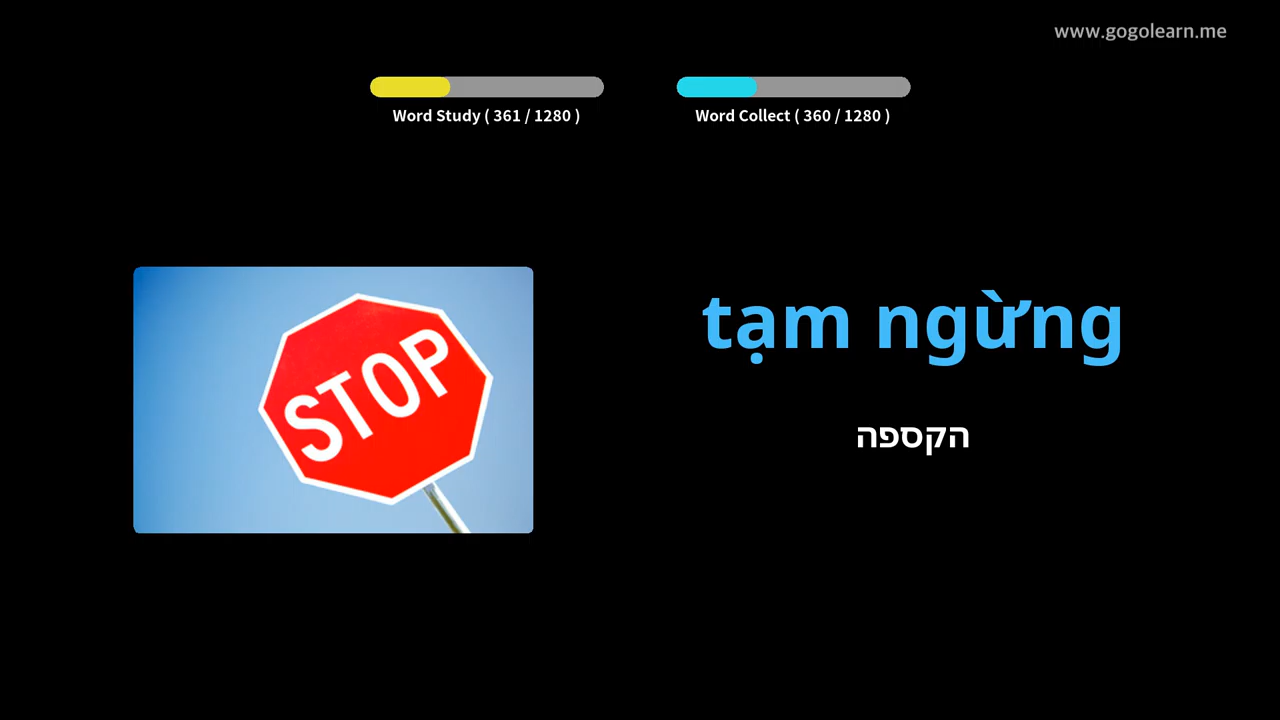 www.gogolearn.me
Word Study ( 361 / 1280 )
Word Collect ( 360 / 1280 )
STOP
tạm ngừng
הקספה